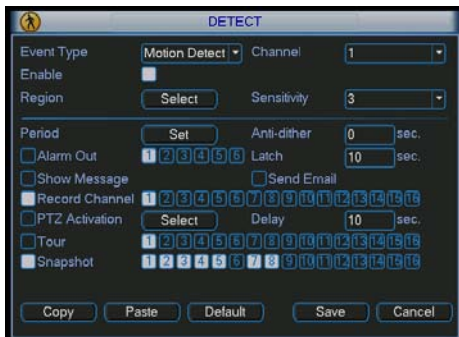 DETECT
Event Type Motion Detect Channel 1
Enable
Region Select Sensitivity 3
Period Set Anti-dither 0 sec.
Alarm Out 1 2 3 4 5 6 Latch 10 sec.
Show Message Send Email
Record Channel 1 2 3 4 5 6 7 8 9 10 11 12 13 14 15 16
PTZ Activation Select Delay 10 sec.
Tour 1 2 3 4 5 6 7 8 9 10 11 12 13 14 15 16
Snapshot 1 2 3 4 5 6 7 8 9 10 11 12 13 14 15 16
Copy Paste Default Save Cancel